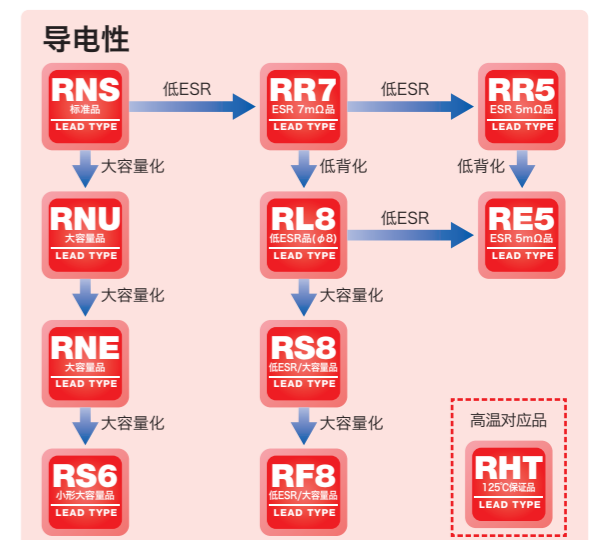 导电性
RNS
标准品
LEAD TYPE
低ESR
RR7
ESR 7mΩ品
LEAD TYPE
低ESR
RR5
ESR 5mΩ品
LEAD TYPE
大容量化
低背化
低背化
RNU
大容量品
LEAD TYPE
RL8
低ESR品(φ8)
LEAD TYPE
低ESR
RE5
ESR 5mΩ品
LEAD TYPE
大容量化
大容量化
RNE
大容量品
LEAD TYPE
RS8
低ESR/大容量品
LEAD TYPE
大容量化
大容量化
高温对应品
RS6
小形大容量品
LEAD TYPE
RF8
低ESR/大容量品
LEAD TYPE
RHT
125℃保证品
LEAD TYPE